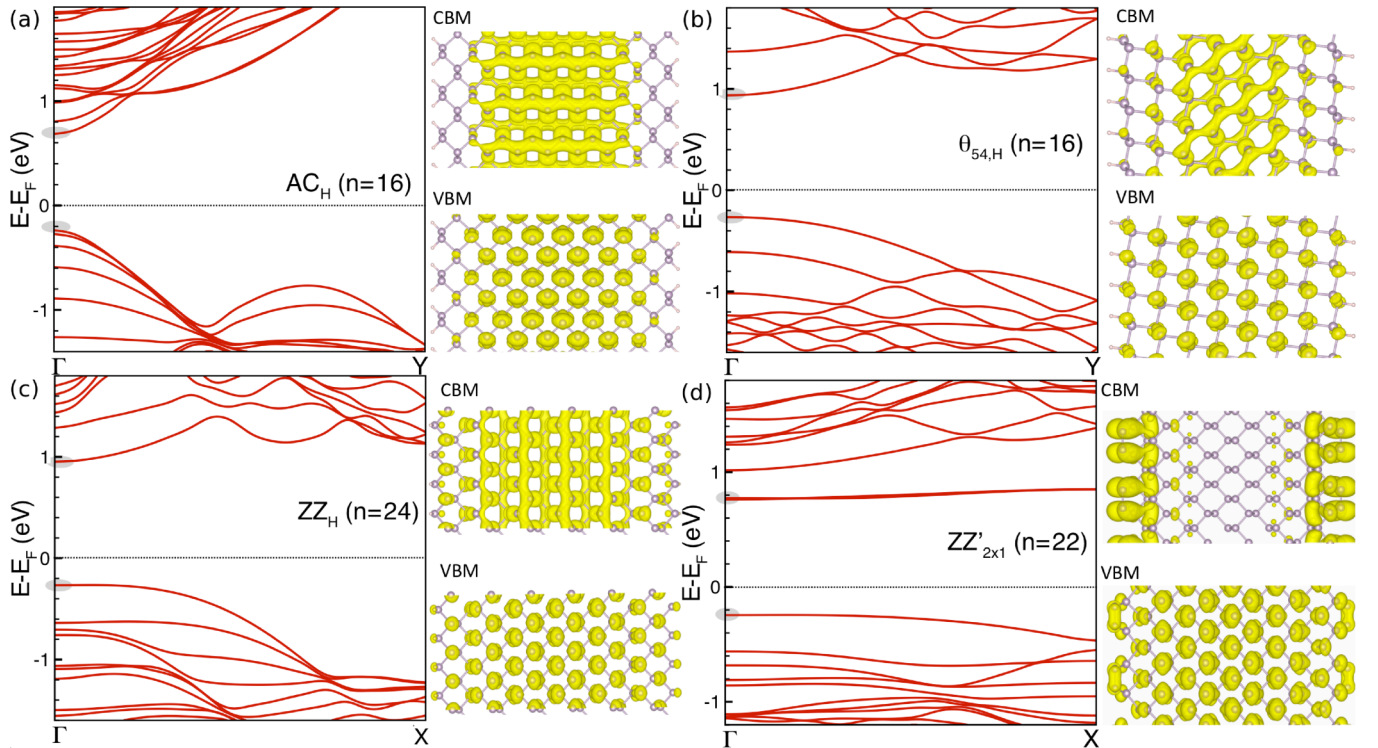 (a)
CBM
1
AC_H (n=16)
0
E-E_F (eV)
VBM
-1
Γ
Y
(b)
CBM
1
θ_54,H (n=16)
0
E-E_F (eV)
VBM
-1
Γ
Y
(c)
CBM
1
ZZ_H (n=24)
0
E-E_F (eV)
VBM
-1
Γ
X
(d)
CBM
1
ZZ'_2x1 (n=22)
0
E-E_F (eV)
VBM
-1
Γ
X